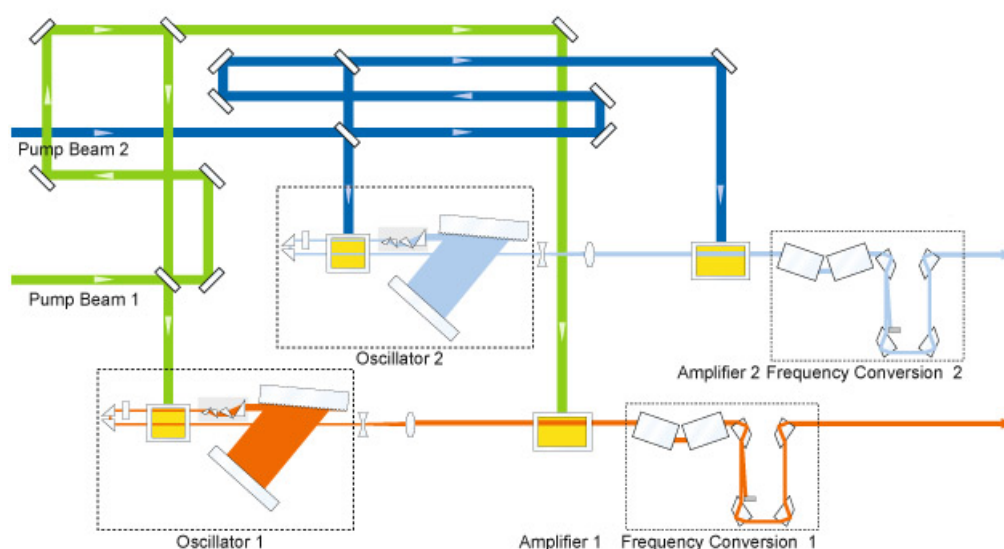 Pump Beam 2
Pump Beam 1
Oscillator 2
Amplifier 2
Frequency Conversion 2
Oscillator 1
Amplifier 1
Frequency Conversion 1